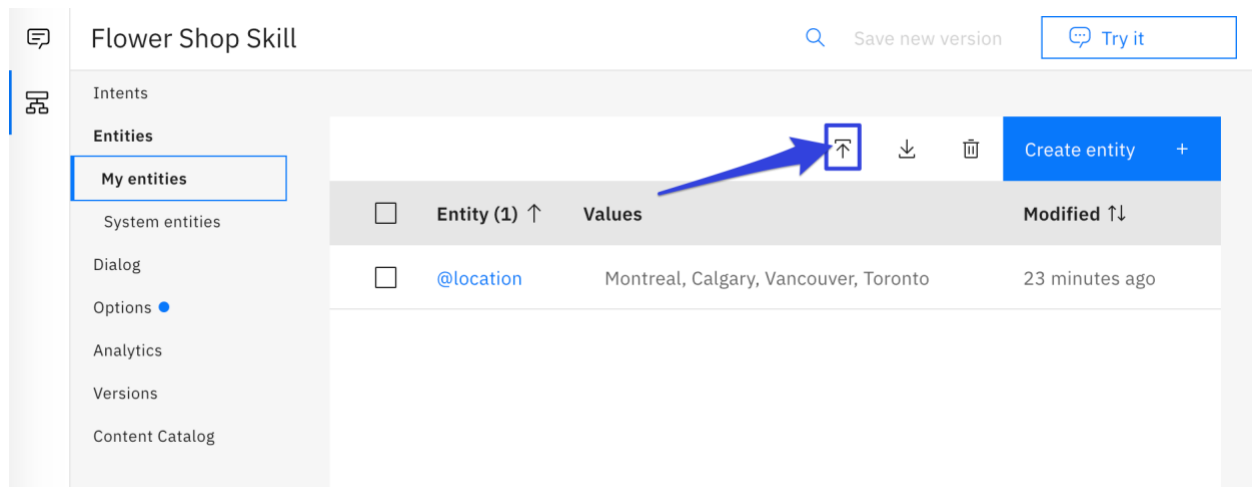 Flower Shop Skill
Save new version
Try it
Intents
Entities
My entities
System entities
Dialog
Options
Analytics
Versions
Content Catalog
Create entity +
Entity (1) ↑ Values Modified ↑↓
@location Montreal, Calgary, Vancouver, Toronto 23 minutes ago